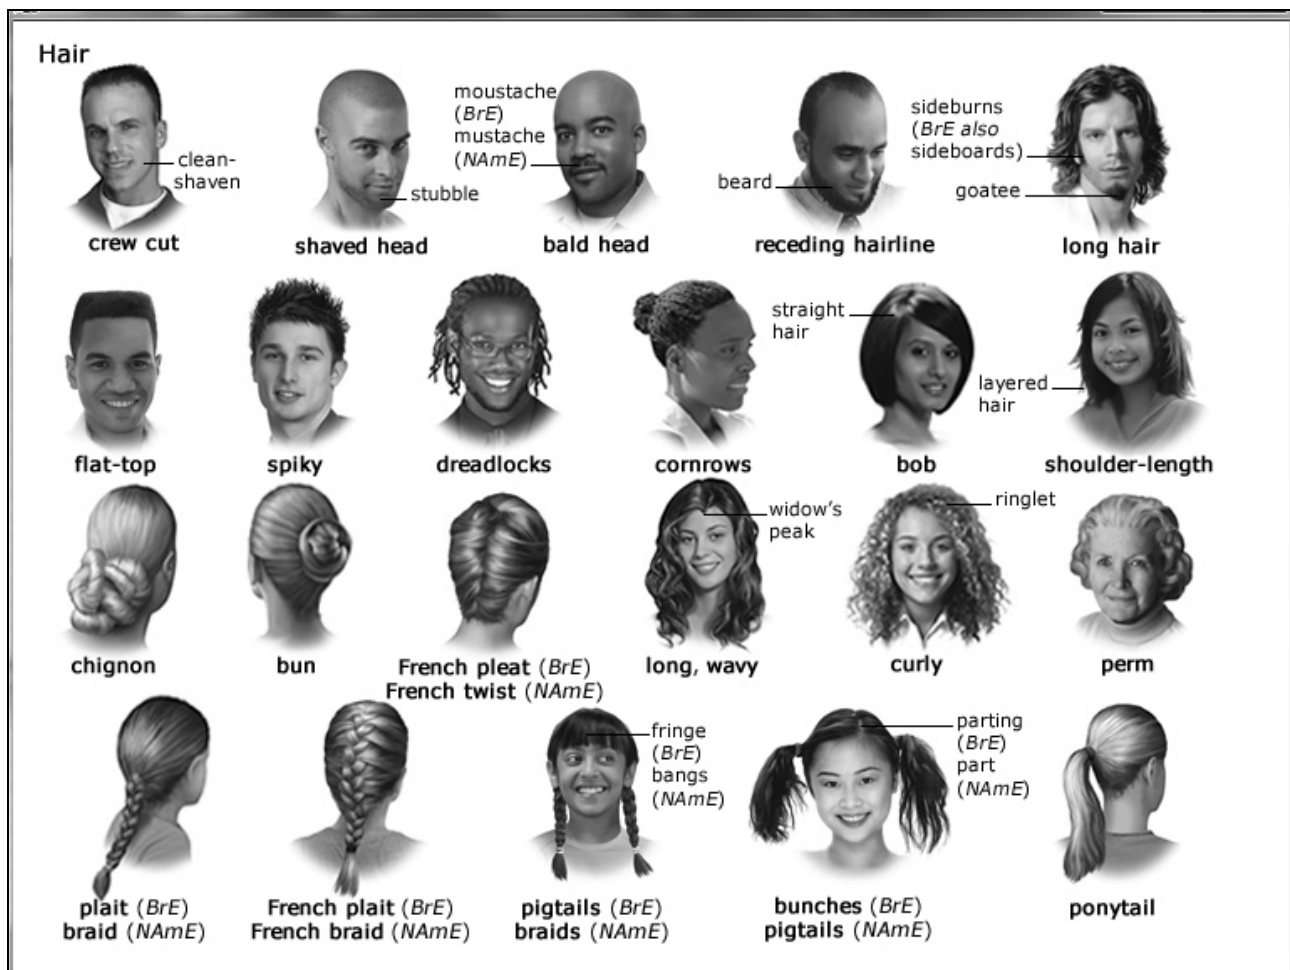 Hair
clean-
shaven
crew cut
stubble
shaved head
moustache
(BrE)
mustache
(NAmE)
bald head
beard
receding hairline
sideburns
(BrE also
sideboards)
goatee
long hair
flat-top
spiky
dreadlocks
cornrows
straight
hair
bob
layered
hair
shoulder-length
chignon
bun
French pleat (BrE)
French twist (NAmE)
widow's
peak
long, wavy
ringlet
curly
perm
plait (BrE)
braid (NAmE)
French plait (BrE)
French braid (NAmE)
fringe
(BrE)
bangs
(NAmE)
pigtails (BrE)
braids (NAmE)
parting
(BrE)
part
(NAmE)
bunches (BrE)
pigtails (NAmE)
ponytail